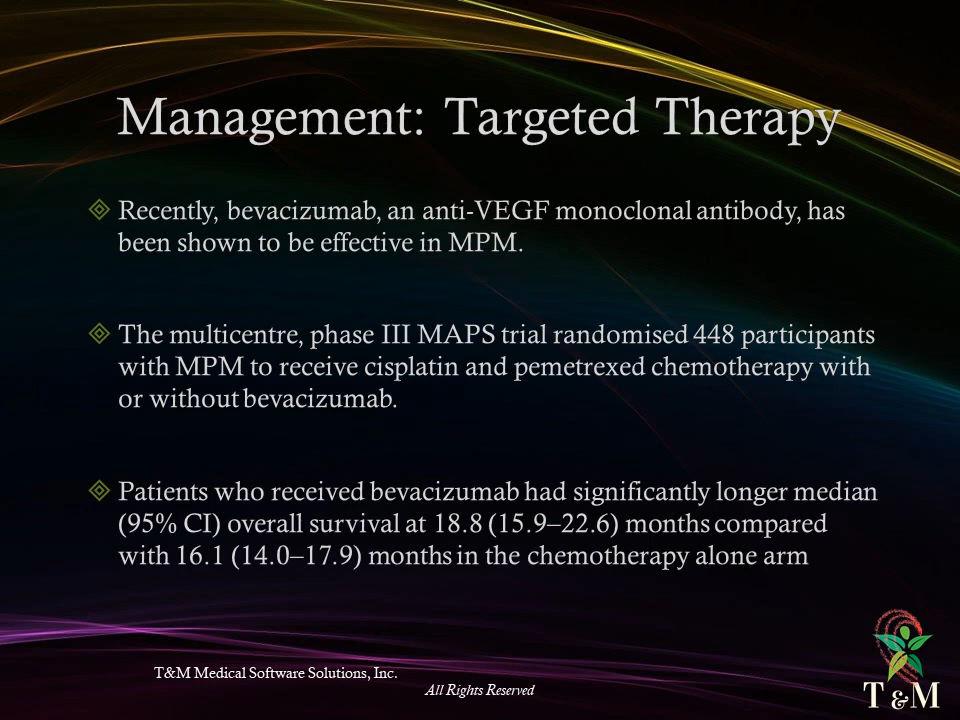 Management: Targeted Therapy
Recently, bevacizumab, an anti-VEGF monoclonal antibody, has
been shown to be effective in MPM.
The multicentre, phase III MAPS trial randomised 448 participants
with MPM to receive cisplatin and pemetrexed chemotherapy with
or without bevacizumab.
Patients who received bevacizumab had significantly longer median
(95% CI) overall survival at 18.8 (15.9–22.6) months compared
with 16.1 (14.0–17.9) months in the chemotherapy alone arm
T&M Medical Software Solutions, Inc.
All Rights Reserved
T & M